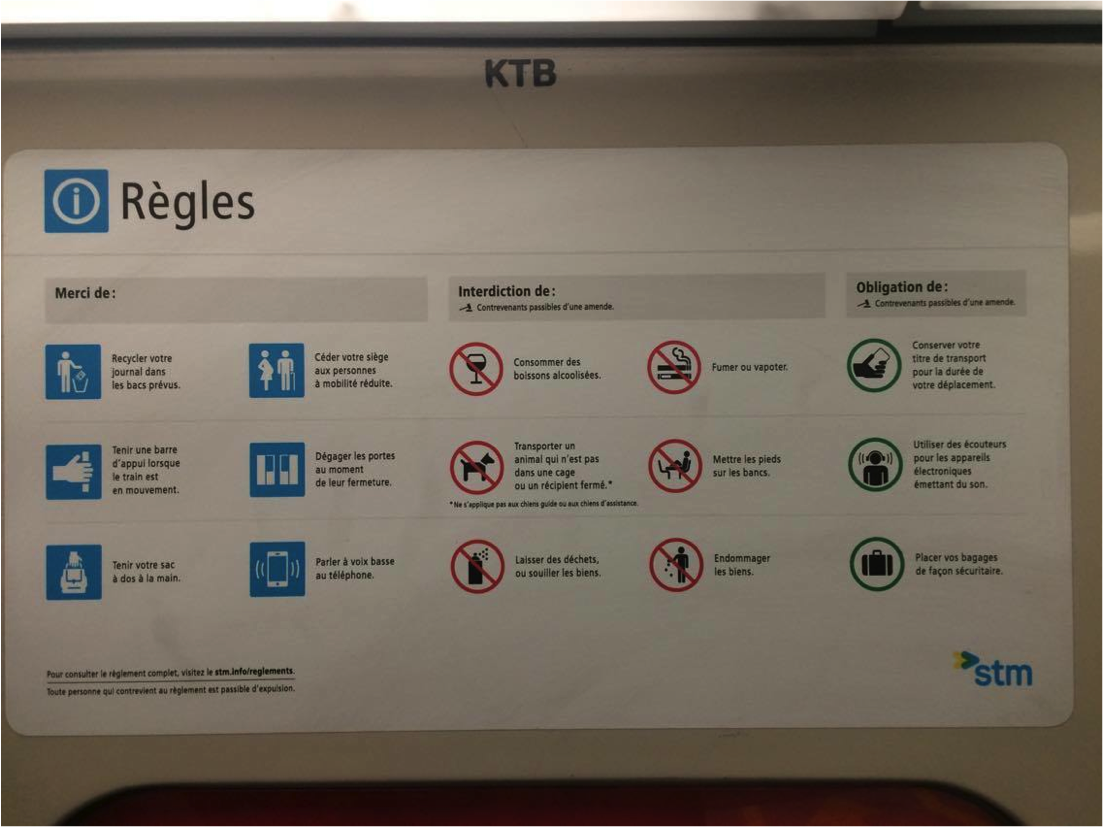 KTB
Règles
Merci de :
Recycler votre
journal dans
les bacs prévus.
Céder votre siège
aux personnes
à mobilité réduite.
Tenir une barre
d'appui lorsque
le train est
en mouvement.
Dégager les portes
au moment
de leur fermeture.
Tenir votre sac
à dos à la main.
Parler à voix basse
au téléphone.
Interdiction de :
Contrevenants passibles d'une amende.
Consommer des
boissons alcoolisées.
Fumer ou vapoter.
Transporter un
animal qui n'est pas
dans une cage
ou un récipient fermé.*
*Ne s'applique pas aux chiens guide ou aux chiens d'assistance.
Mettre les pieds
sur les bancs.
Laisser des déchets,
ou souiller les biens.
Endommager
les biens.
Obligation de :
Contrevenants passibles d'une amende.
Conserver votre
titre de transport
pour la durée de
votre déplacement.
Utiliser des écouteurs
pour les appareils
électroniques
émettant du son.
Placer vos bagages
de façon sécuritaire.
Pour consulter le règlement complet, visitez le stm.info/reglements.
Toute personne qui contrevient au règlement est passible d'expulsion.
stm